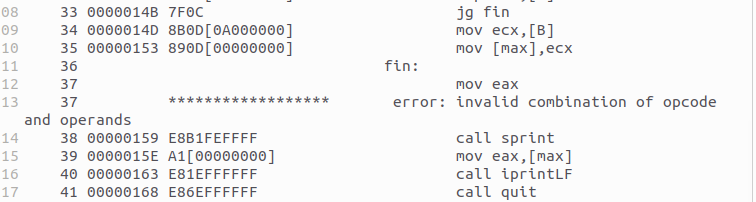 08 33 0000014B 7F0C jg fin
09 34 0000014D 8B0D[0A000000] mov ecx,[B]
10 35 00000153 890D[00000000] mov [max],ecx
11 36 fin:
12 37 mov eax
13 37 ****************** error: invalid combination of opcode
and operands
14 38 00000159 E8B1FEFFFF call sprint
15 39 0000015E A1[00000000] mov eax,[max]
16 40 00000163 E81EFFFFFF call iprintLF
17 41 00000168 E86EFFFFFF call quit